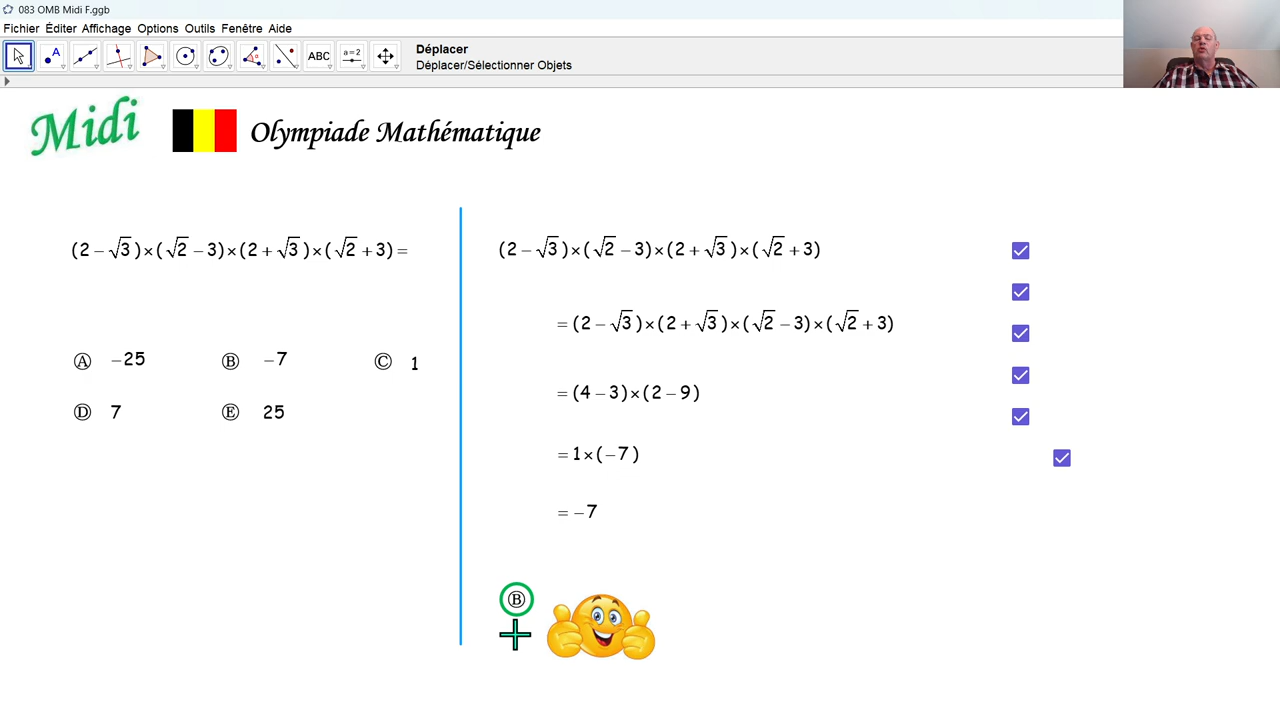 083 OMB Midi F.ggb
Fichier Éditer Affichage Options Outils Fenêtre Aide
A ABC a=2 Déplacer
Déplacer/Sélectionner Objets
Midi Olympiade Mathématique
(2−√3)×(√2−3)×(2+√3)×(√2+3)=
Ⓐ −25 Ⓑ −7 Ⓒ 1
Ⓓ 7 Ⓔ 25
(2−√3)×(√2−3)×(2+√3)×(√2+3)
=(2−√3)×(2+√3)×(√2−3)×(√2+3)
=(4−3)×(2−9)
=1×(−7)
=−7
Ⓑ